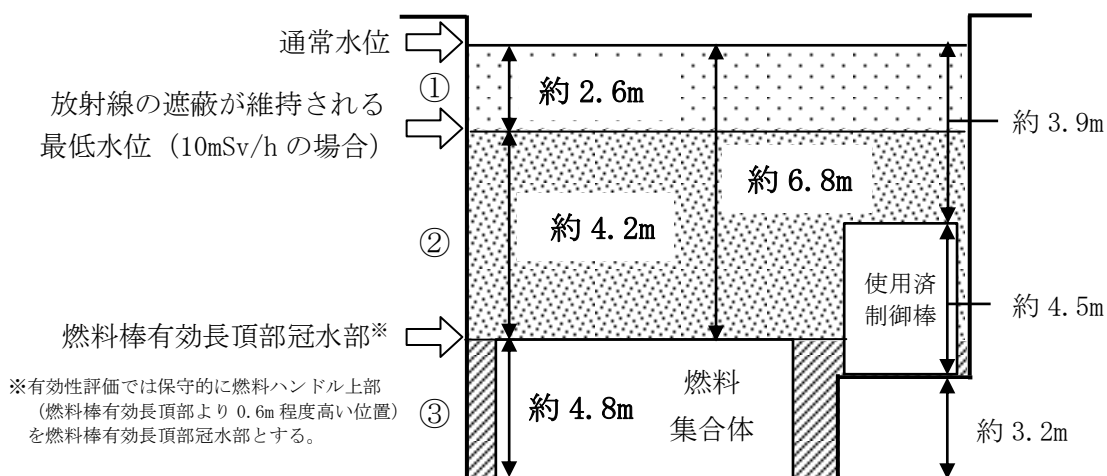 通常水位
①
約 2.6m
約 3.9m
放射線の遮蔽が維持される
最低水位（10mSv/h の場合）
約 6.8m
②
約 4.2m
使用済
制御棒
約 4.5m
燃料棒有効長頂部冠水部※
※有効性評価では保守的に燃料ハンドル上部
（燃料棒有効長頂部より 0.6m 程度高い位置）
を燃料棒有効長頂部冠水部とする。
③
約 4.8m
燃料
集合体
約 3.2m